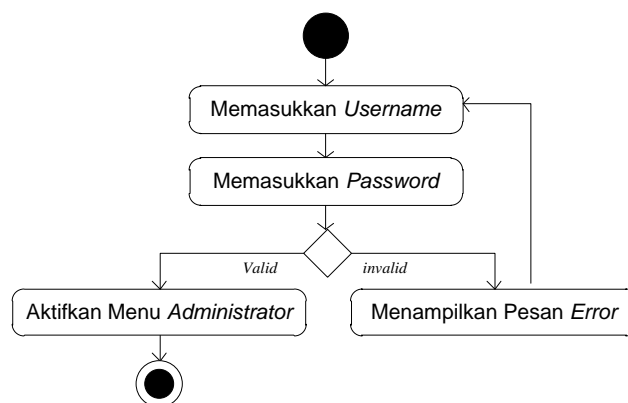 Memasukkan Username
Memasukkan Password
Valid
invalid
Aktifkan Menu Administrator
Menampilkan Pesan Error